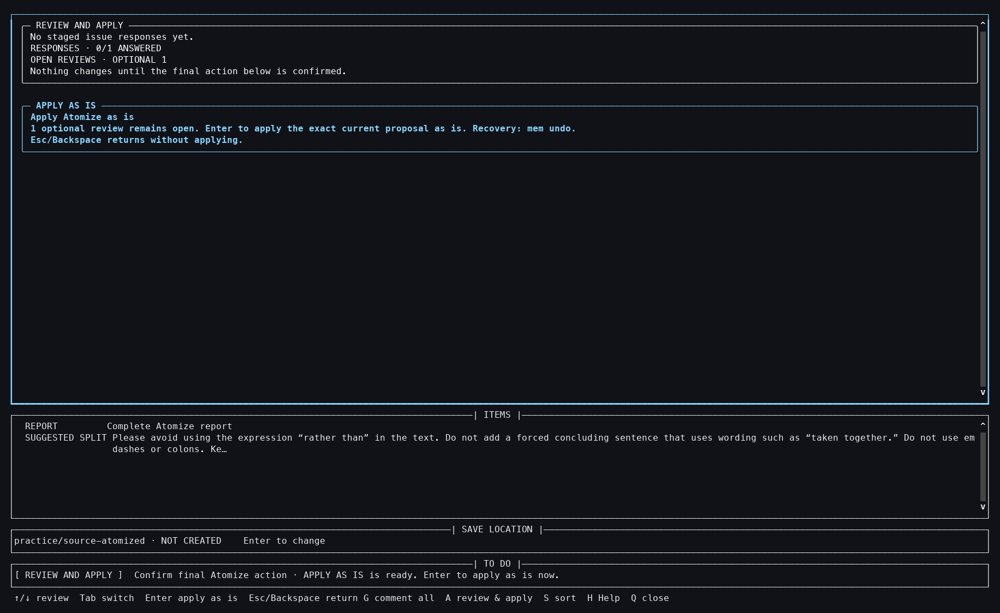 REVIEW AND APPLY
^
No staged issue responses yet.
RESPONSES · 0/1 ANSWERED
OPEN REVIEWS · OPTIONAL 1
Nothing changes until the final action below is confirmed.
APPLY AS IS
Apply Atomize as is
1 optional review remains open. Enter to apply the exact current proposal as is. Recovery: mem undo.
Esc/Backspace returns without applying.
v
| ITEMS |
REPORT Complete Atomize report
^
SUGGESTED SPLIT Please avoid using the expression “rather than” in the text. Do not add a forced concluding sentence that uses wording such as “taken together.” Do not use em
dashes or colons. Ke…
v
| SAVE LOCATION |
practice/source-atomized · NOT CREATED Enter to change
| TO DO |
[ REVIEW AND APPLY ] Confirm final Atomize action · APPLY AS IS is ready. Enter to apply as is now.
↑/↓ review Tab switch Enter apply as is Esc/Backspace return G comment all A review & apply S sort H Help Q close